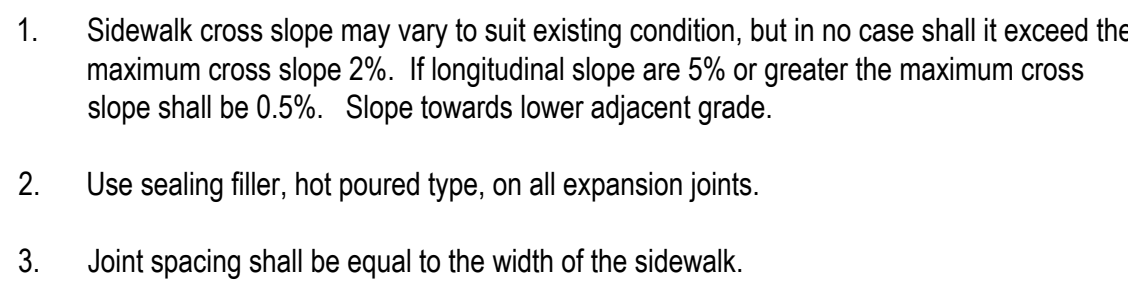 1. Sidewalk cross slope may vary to suit existing condition, but in no case shall it exceed the
maximum cross slope 2%. If longitudinal slope are 5% or greater the maximum cross
slope shall be 0.5%. Slope towards lower adjacent grade.
2. Use sealing filler, hot poured type, on all expansion joints.
3. Joint spacing shall be equal to the width of the sidewalk.